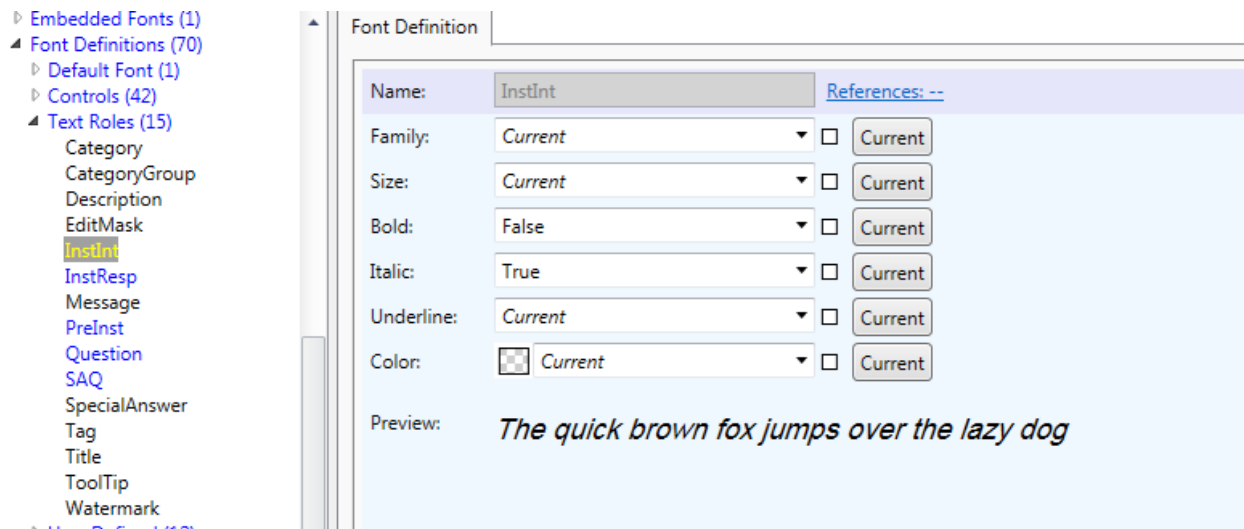 Embedded Fonts (1)
Font Definitions (70)
Default Font (1)
Controls (42)
Text Roles (15)
Category
CategoryGroup
Description
EditMask
InstInt
InstResp
Message
PreInst
Question
SAQ
SpecialAnswer
Tag
Title
ToolTip
Watermark
Font Definition
Name: InstInt References: --
Family: Current Current
Size: Current Current
Bold: False Current
Italic: True Current
Underline: Current Current
Color: Current Current
Preview: The quick brown fox jumps over the lazy dog